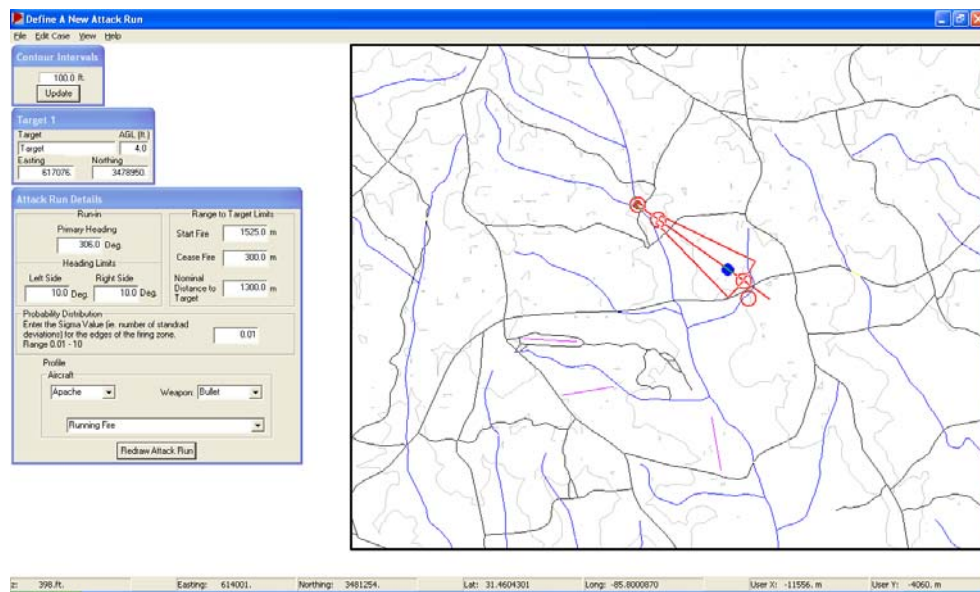 Define A New Attack Run
File Edit Case View Help
Contour Intervals
100.0 ft.
Update
Target 1
Target AGL (ft.)
Target 4.0
Easting Northing
617076. 3478950.
Attack Run Details
Run-in
Primary Heading
306.0 Deg.
Heading Limits
Left Side Right Side
10.0 Deg. 10.0 Deg.
Range to Target Limits
Start Fire 1525.0 m
Cease Fire 300.0 m
Nominal
Distance to 1300.0 m
Target
Probability Distribution
Enter the Sigma Value (ie. number of standrad
deviations) for the edges of the firing zone. 0.01
Range 0.01 - 10
Profile
Aircraft
Apache Weapon: Bullet
Running Fire
Redraw Attack Run
z: 398.ft. Easting: 614001. Northing: 3481254. Lat: 31.4604301 Long: -85.8000870 User X: -11556. m User Y: -4060. m